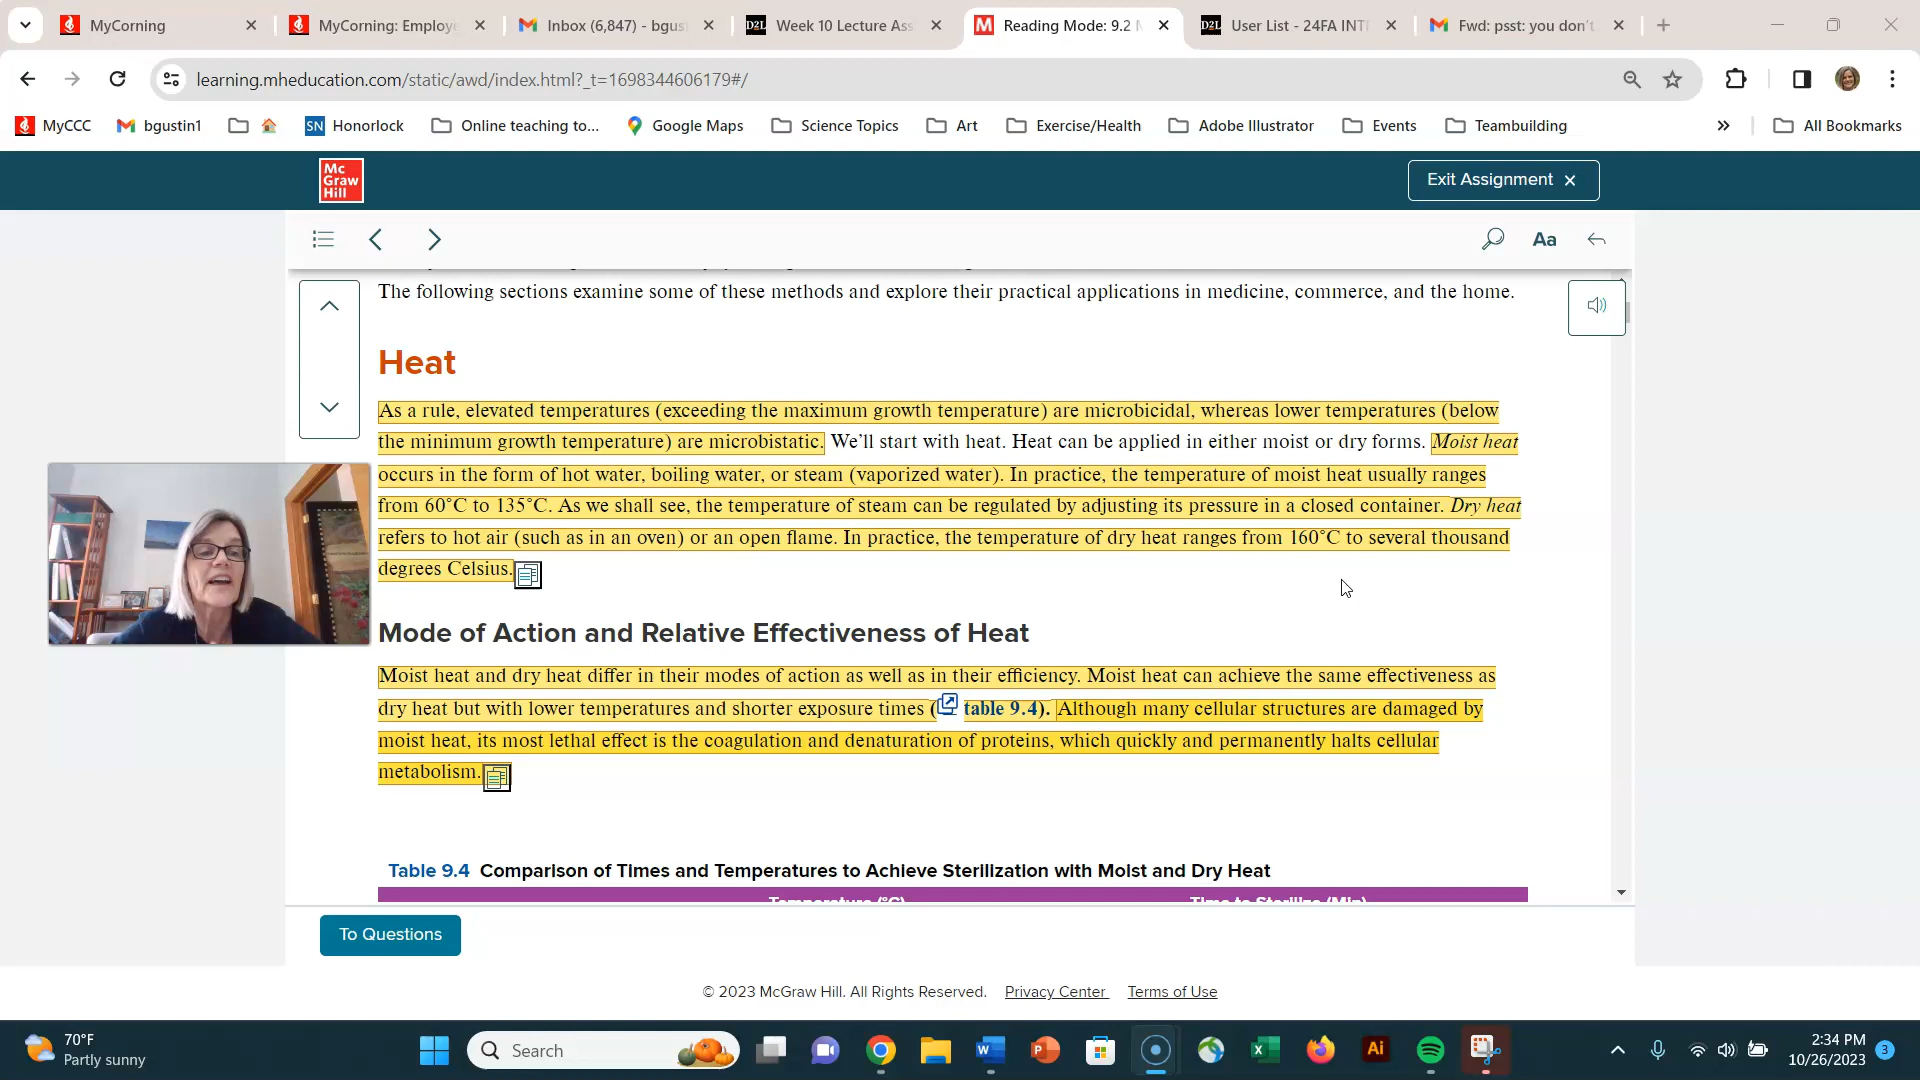 MyCorning
MyCorning: Employe
Inbox (6,847) - bgust
D2L
Week 10 Lecture Ass
Reading Mode: 9.2 M
D2L
User List - 24FA INT
Fwd: psst: you don't
learning.mheducation.com/static/awd/index.html?_t=1698344606179#/
MyCCC
bgustin1
SN
Honorlock
Online teaching to...
Google Maps
Science Topics
Art
Exercise/Health
Adobe Illustrator
Events
Teambuilding
»
All Bookmarks
Mc
Graw
Hill
Exit Assignment ×
Aa
The following sections examine some of these methods and explore their practical applications in medicine, commerce, and the home.
Heat
As a rule, elevated temperatures (exceeding the maximum growth temperature) are microbicidal, whereas lower temperatures (below
the minimum growth temperature) are microbistatic. We’ll start with heat. Heat can be applied in either moist or dry forms. Moist heat
occurs in the form of hot water, boiling water, or steam (vaporized water). In practice, the temperature of moist heat usually ranges
from 60°C to 135°C. As we shall see, the temperature of steam can be regulated by adjusting its pressure in a closed container. Dry heat
refers to hot air (such as in an oven) or an open flame. In practice, the temperature of dry heat ranges from 160°C to several thousand
degrees Celsius.
Mode of Action and Relative Effectiveness of Heat
Moist heat and dry heat differ in their modes of action as well as in their efficiency. Moist heat can achieve the same effectiveness as
dry heat but with lower temperatures and shorter exposure times (table 9.4). Although many cellular structures are damaged by
moist heat, its most lethal effect is the coagulation and denaturation of proteins, which quickly and permanently halts cellular
metabolism.
Table 9.4 Comparison of Times and Temperatures to Achieve Sterilization with Moist and Dry Heat
Temperature (°C)
Time to Sterilize (Min)
To Questions
© 2023 McGraw Hill. All Rights Reserved. Privacy Center Terms of Use
70°F
Partly sunny
Search
Ai
2:34 PM
10/26/2023
3